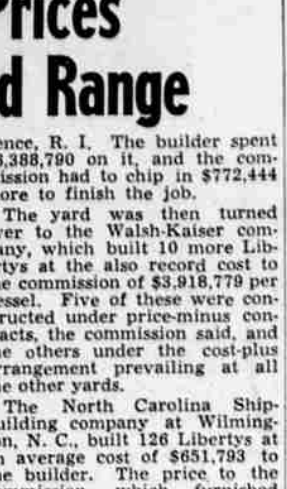 Prices
d Range
ence, R. I. The builder spent
,388,790 on it, and the com-
ission had to chip in $772,444
ore to finish the job.
The yard was then turned
ver to the Walsh-Kaiser com-
any, which built 10 more Lib-
rtys at the also record cost to
e commission of $3,918,779 per
essel. Five of these were con-
ructed under price-minus con-
acts, the commission said, and
e others under the cost-plus
rrangement prevailing at all
e other yards.
The North Carolina Ship-
uilding company at Wilming-
on, N. C., built 126 Libertys at
n average cost of $651,793 to
e builder. The price to the
ommission which furnished